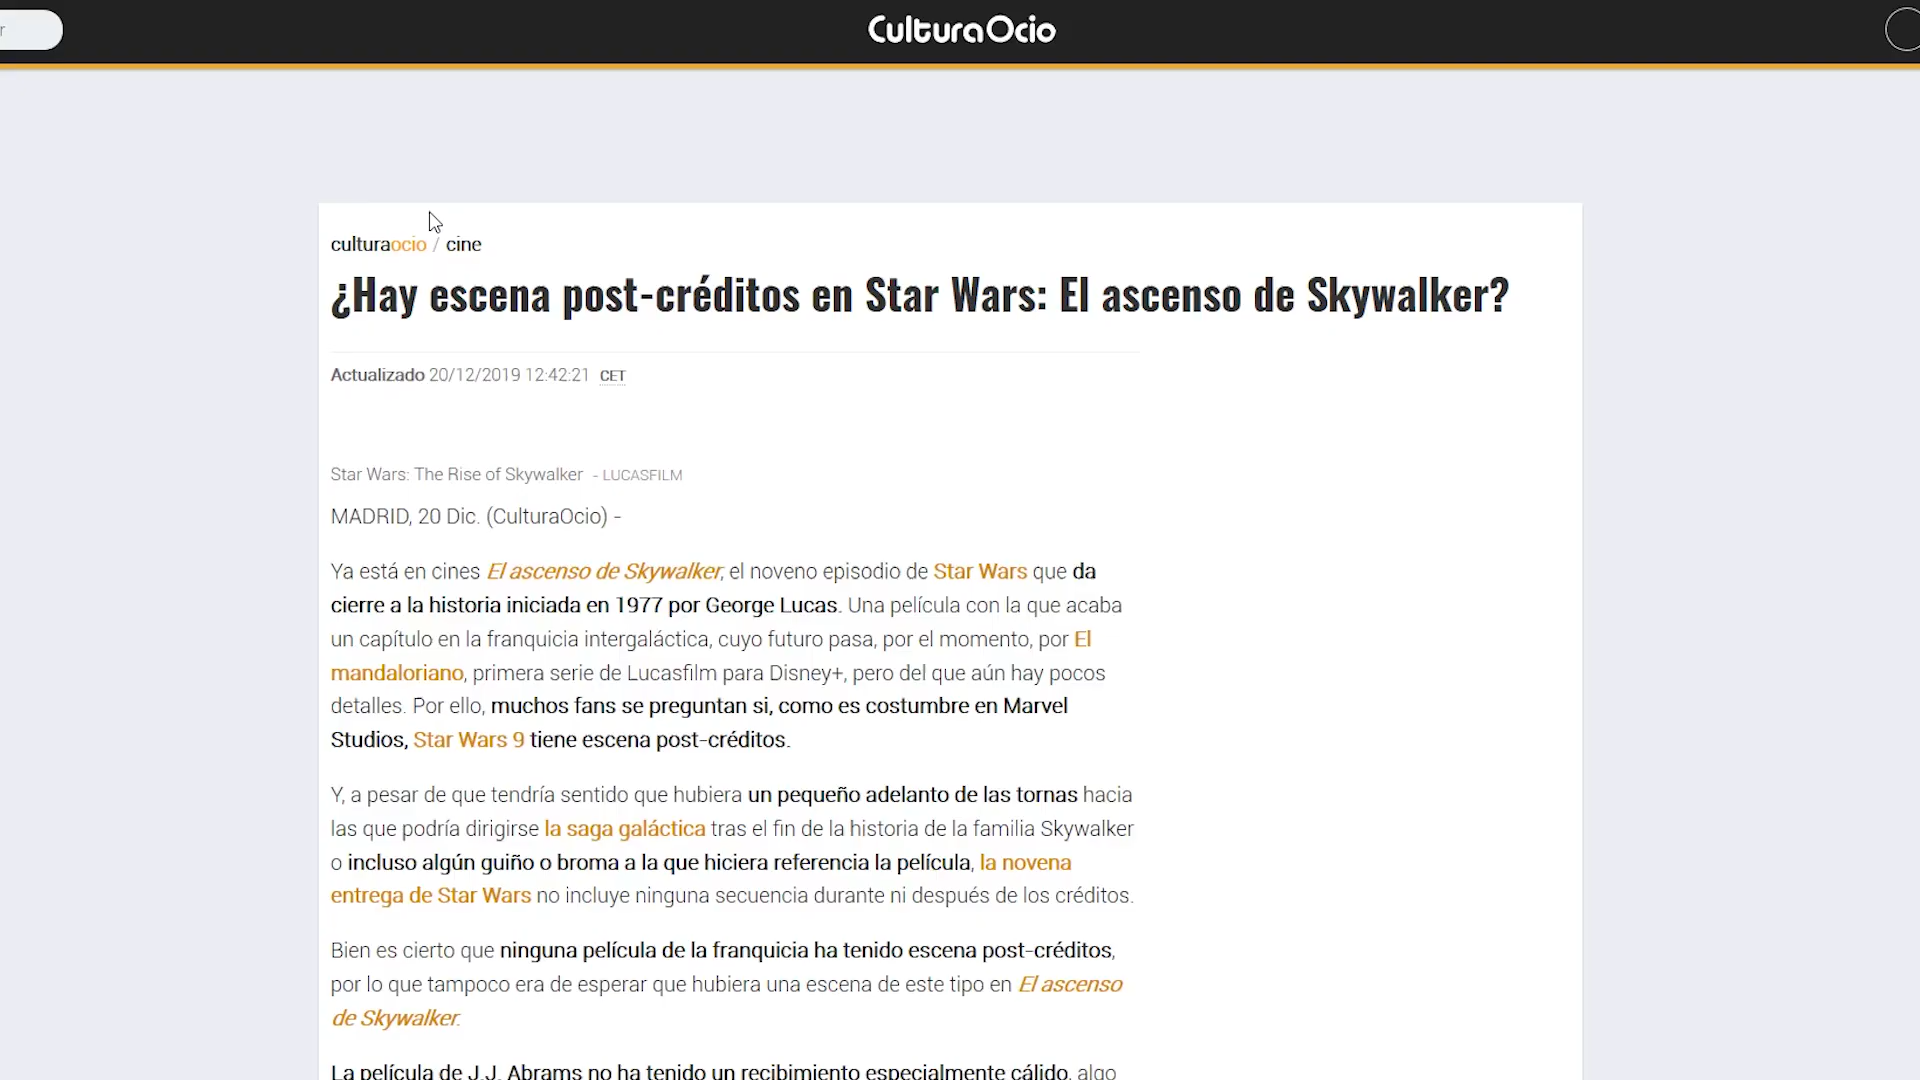 r
CulturaOcio
culturaocio / cine
¿Hay escena post-créditos en Star Wars: El ascenso de Skywalker?
Actualizado 20/12/2019 12:42:21 CET
Star Wars: The Rise of Skywalker - LUCASFILM
MADRID, 20 Dic. (CulturaOcio) -
Ya está en cines El ascenso de Skywalker, el noveno episodio de Star Wars que da
cierre a la historia iniciada en 1977 por George Lucas. Una película con la que acaba
un capítulo en la franquicia intergaláctica, cuyo futuro pasa, por el momento, por El
mandaloriano, primera serie de Lucasfilm para Disney+, pero del que aún hay pocos
detalles. Por ello, muchos fans se preguntan si, como es costumbre en Marvel
Studios, Star Wars 9 tiene escena post-créditos.
Y, a pesar de que tendría sentido que hubiera un pequeño adelanto de las tornas hacia
las que podría dirigirse la saga galáctica tras el fin de la historia de la familia Skywalker
o incluso algún guiño o broma a la que hiciera referencia la película, la novena
entrega de Star Wars no incluye ninguna secuencia durante ni después de los créditos.
Bien es cierto que ninguna película de la franquicia ha tenido escena post-créditos,
por lo que tampoco era de esperar que hubiera una escena de este tipo en El ascenso
de Skywalker.
La película de J.J. Abrams no ha tenido un recibimiento especialmente cálido, algo